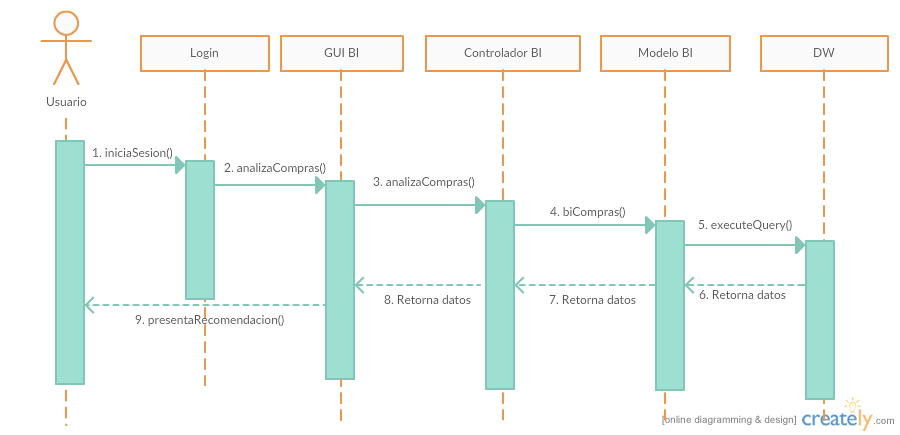 Usuario
Login
GUI BI
Controlador BI
Modelo BI
DW
1. iniciaSesion()
2. analizaCompras()
3. analizaCompras()
4. biCompras()
5. executeQuery()
6. Retorna datos
7. Retorna datos
8. Retorna datos
9. presentaRecomendacion()
[online diagramming & design] creately.com